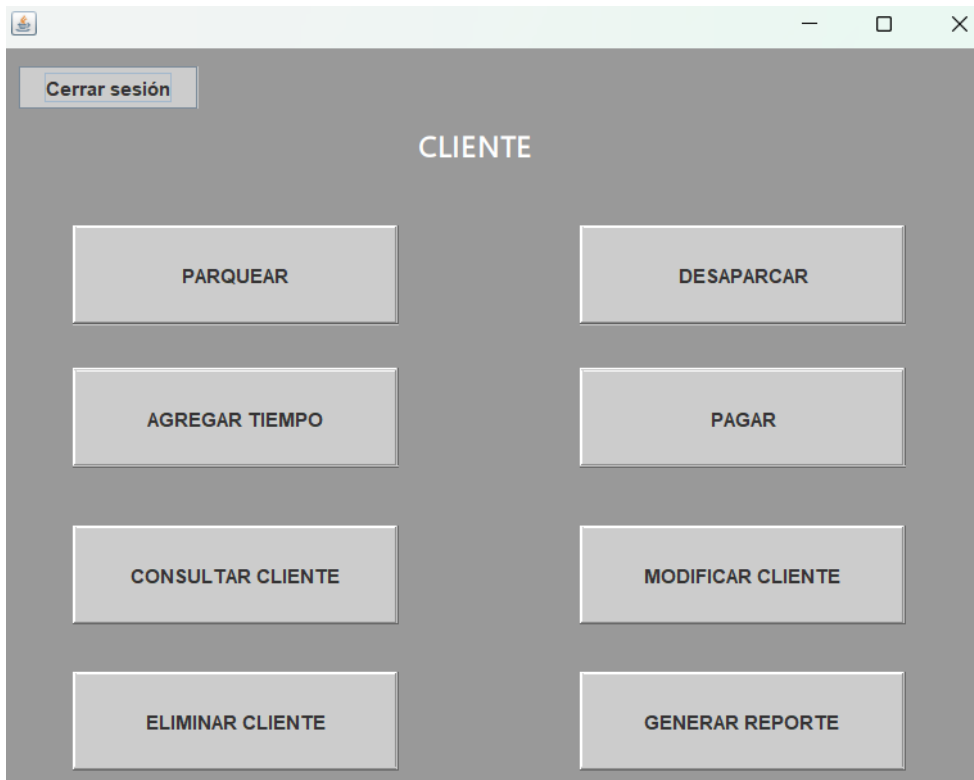 Cerrar sesión
CLIENTE
PARQUEAR
DESAPARCAR
AGREGAR TIEMPO
PAGAR
CONSULTAR CLIENTE
MODIFICAR CLIENTE
ELIMINAR CLIENTE
GENERAR REPORTE